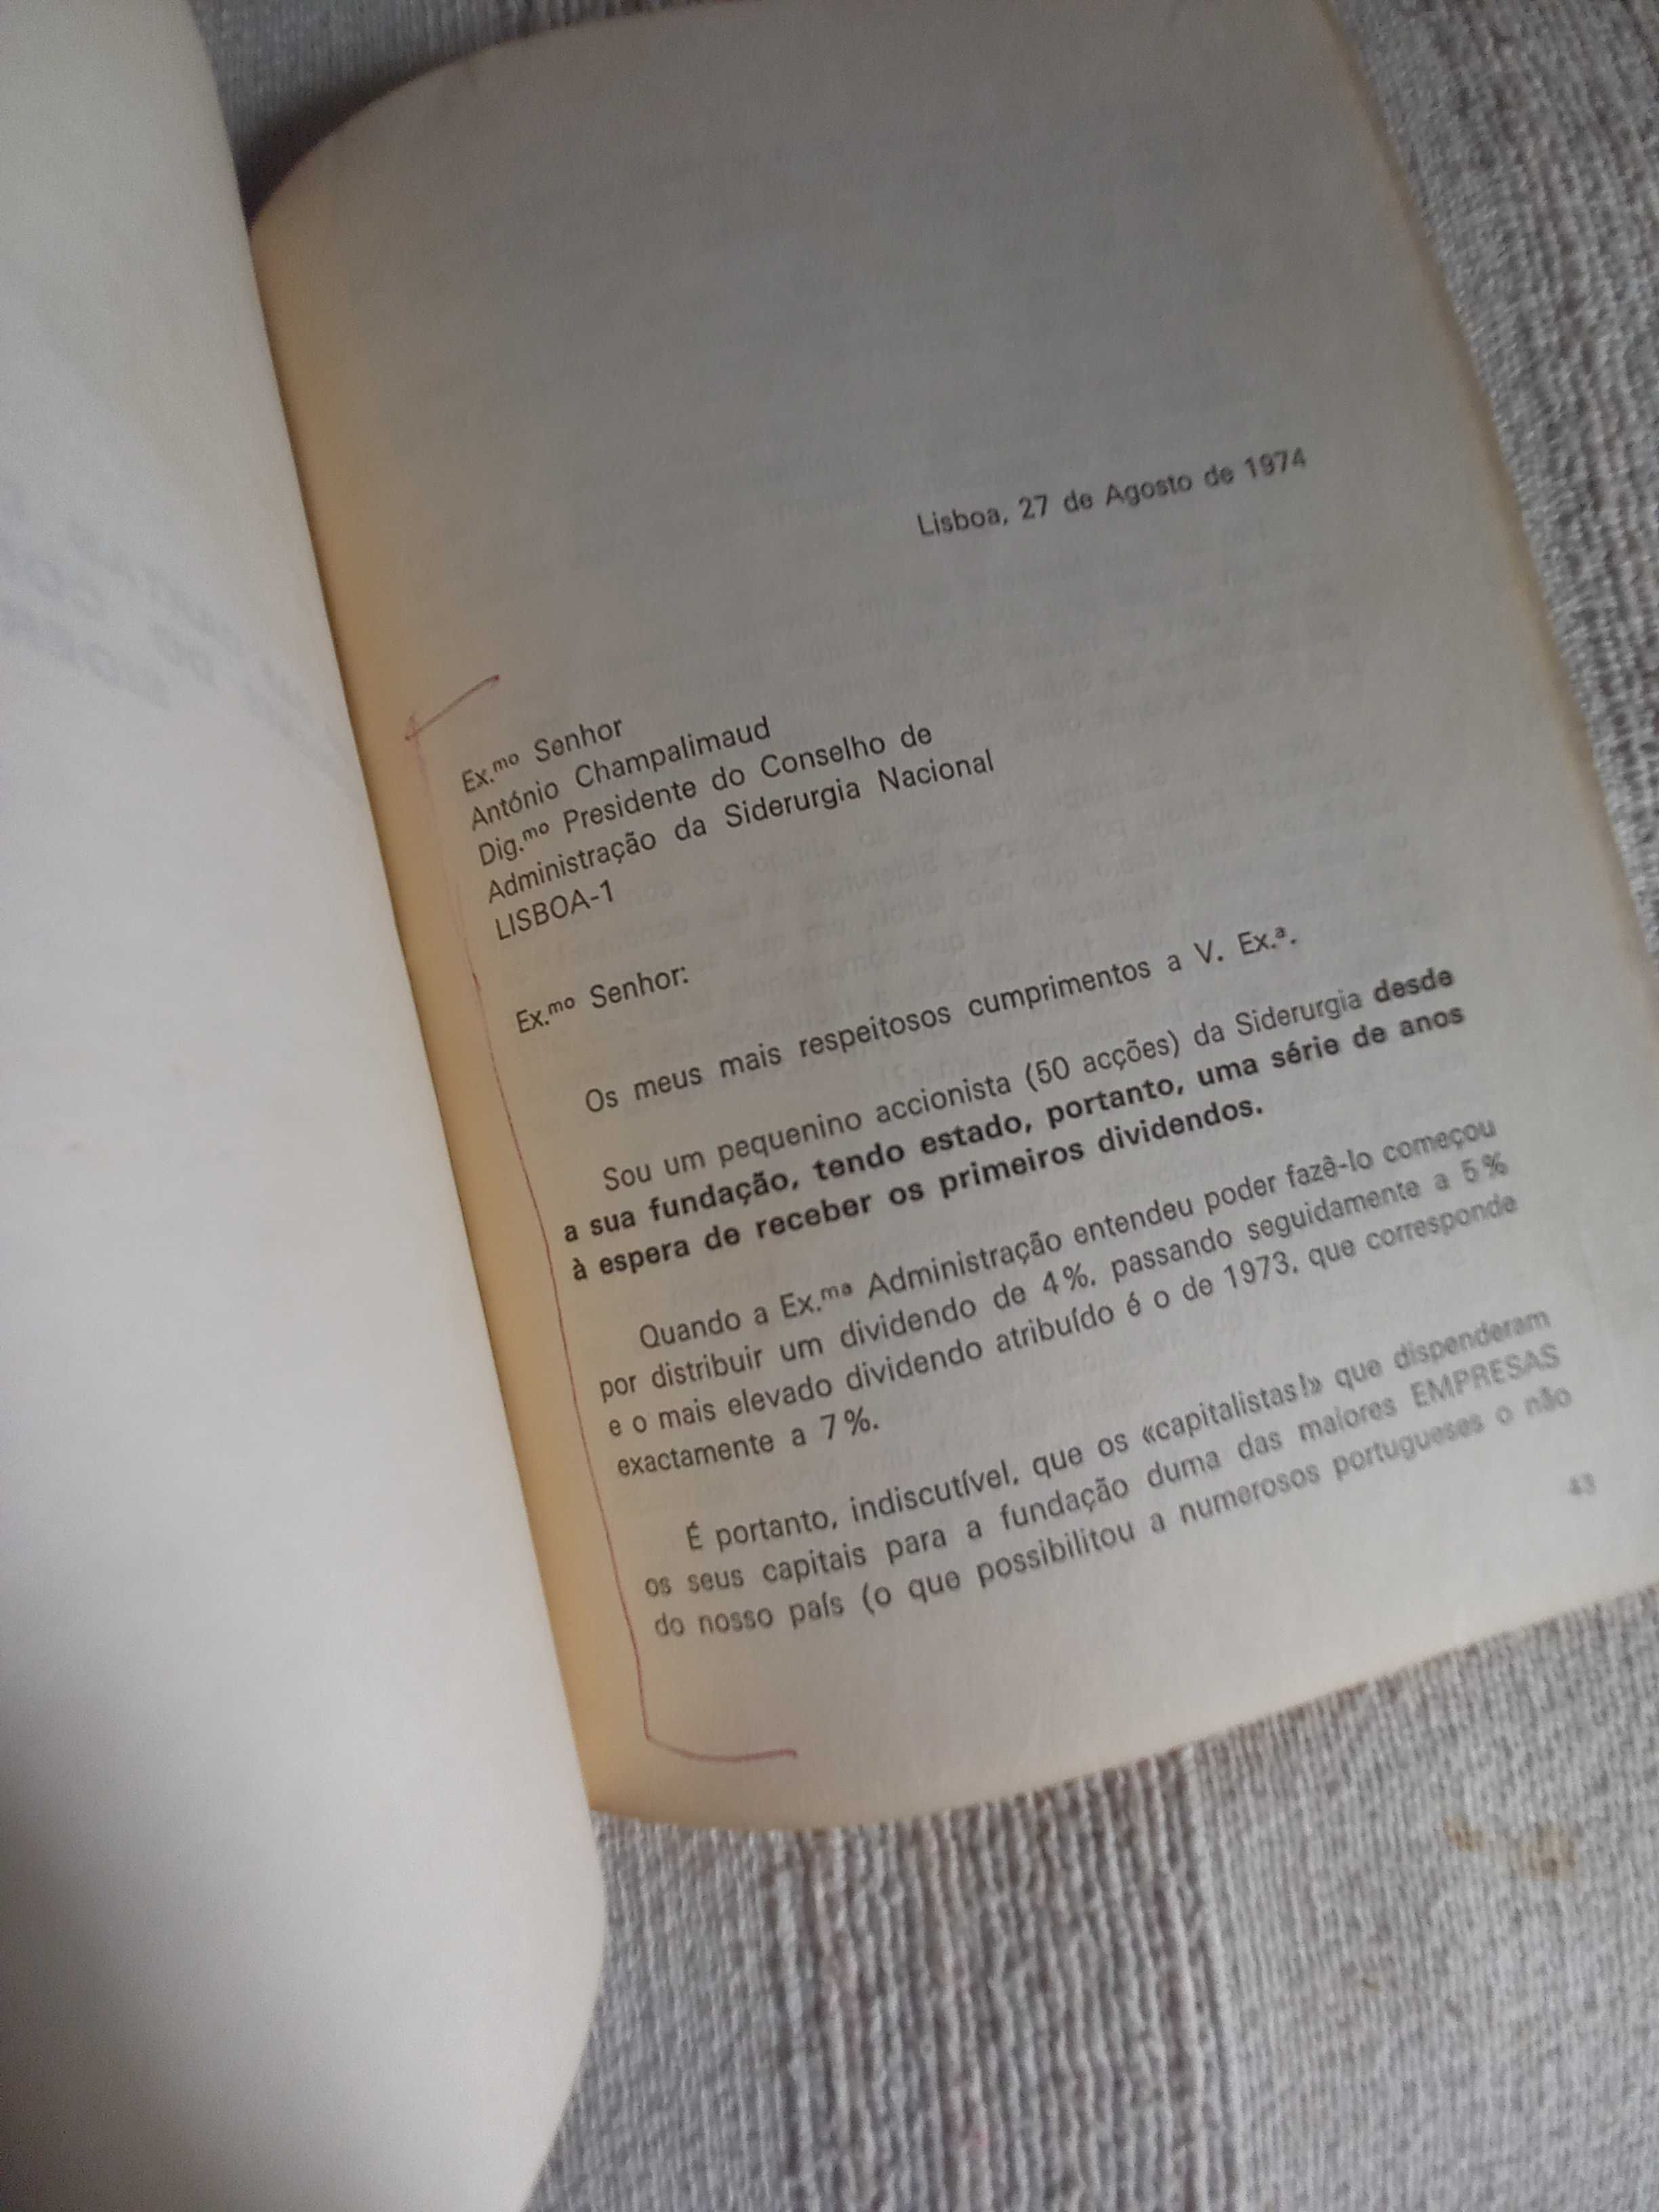 Lisboa, 27 de Agosto de 1974
Ex.mo Senhor
António Champalimaud
Dig.mo Presidente do Conselho de
Administração da Siderurgia Nacional
LISBOA-1
Ex.mo Senhor:
Os meus mais respeitosos cumprimentos a V. Ex.ª.
Sou um pequenino accionista (50 acções) da Siderurgia desde
a sua fundação, tendo estado, portanto, uma série de anos
à espera de receber os primeiros dividendos.
Quando a Ex.ma Administração entendeu poder fazê-lo começou
por distribuir um dividendo de 4%, passando seguidamente a 5%
e o mais elevado dividendo atribuído é o de 1973, que corresponde
exactamente a 7%.
É portanto, indiscutível, que os «capitalistas!» que dispenderam
os seus capitais para a fundação duma das maiores EMPRESAS
do nosso país (o que possibilitou a numerosos portugueses o não
43